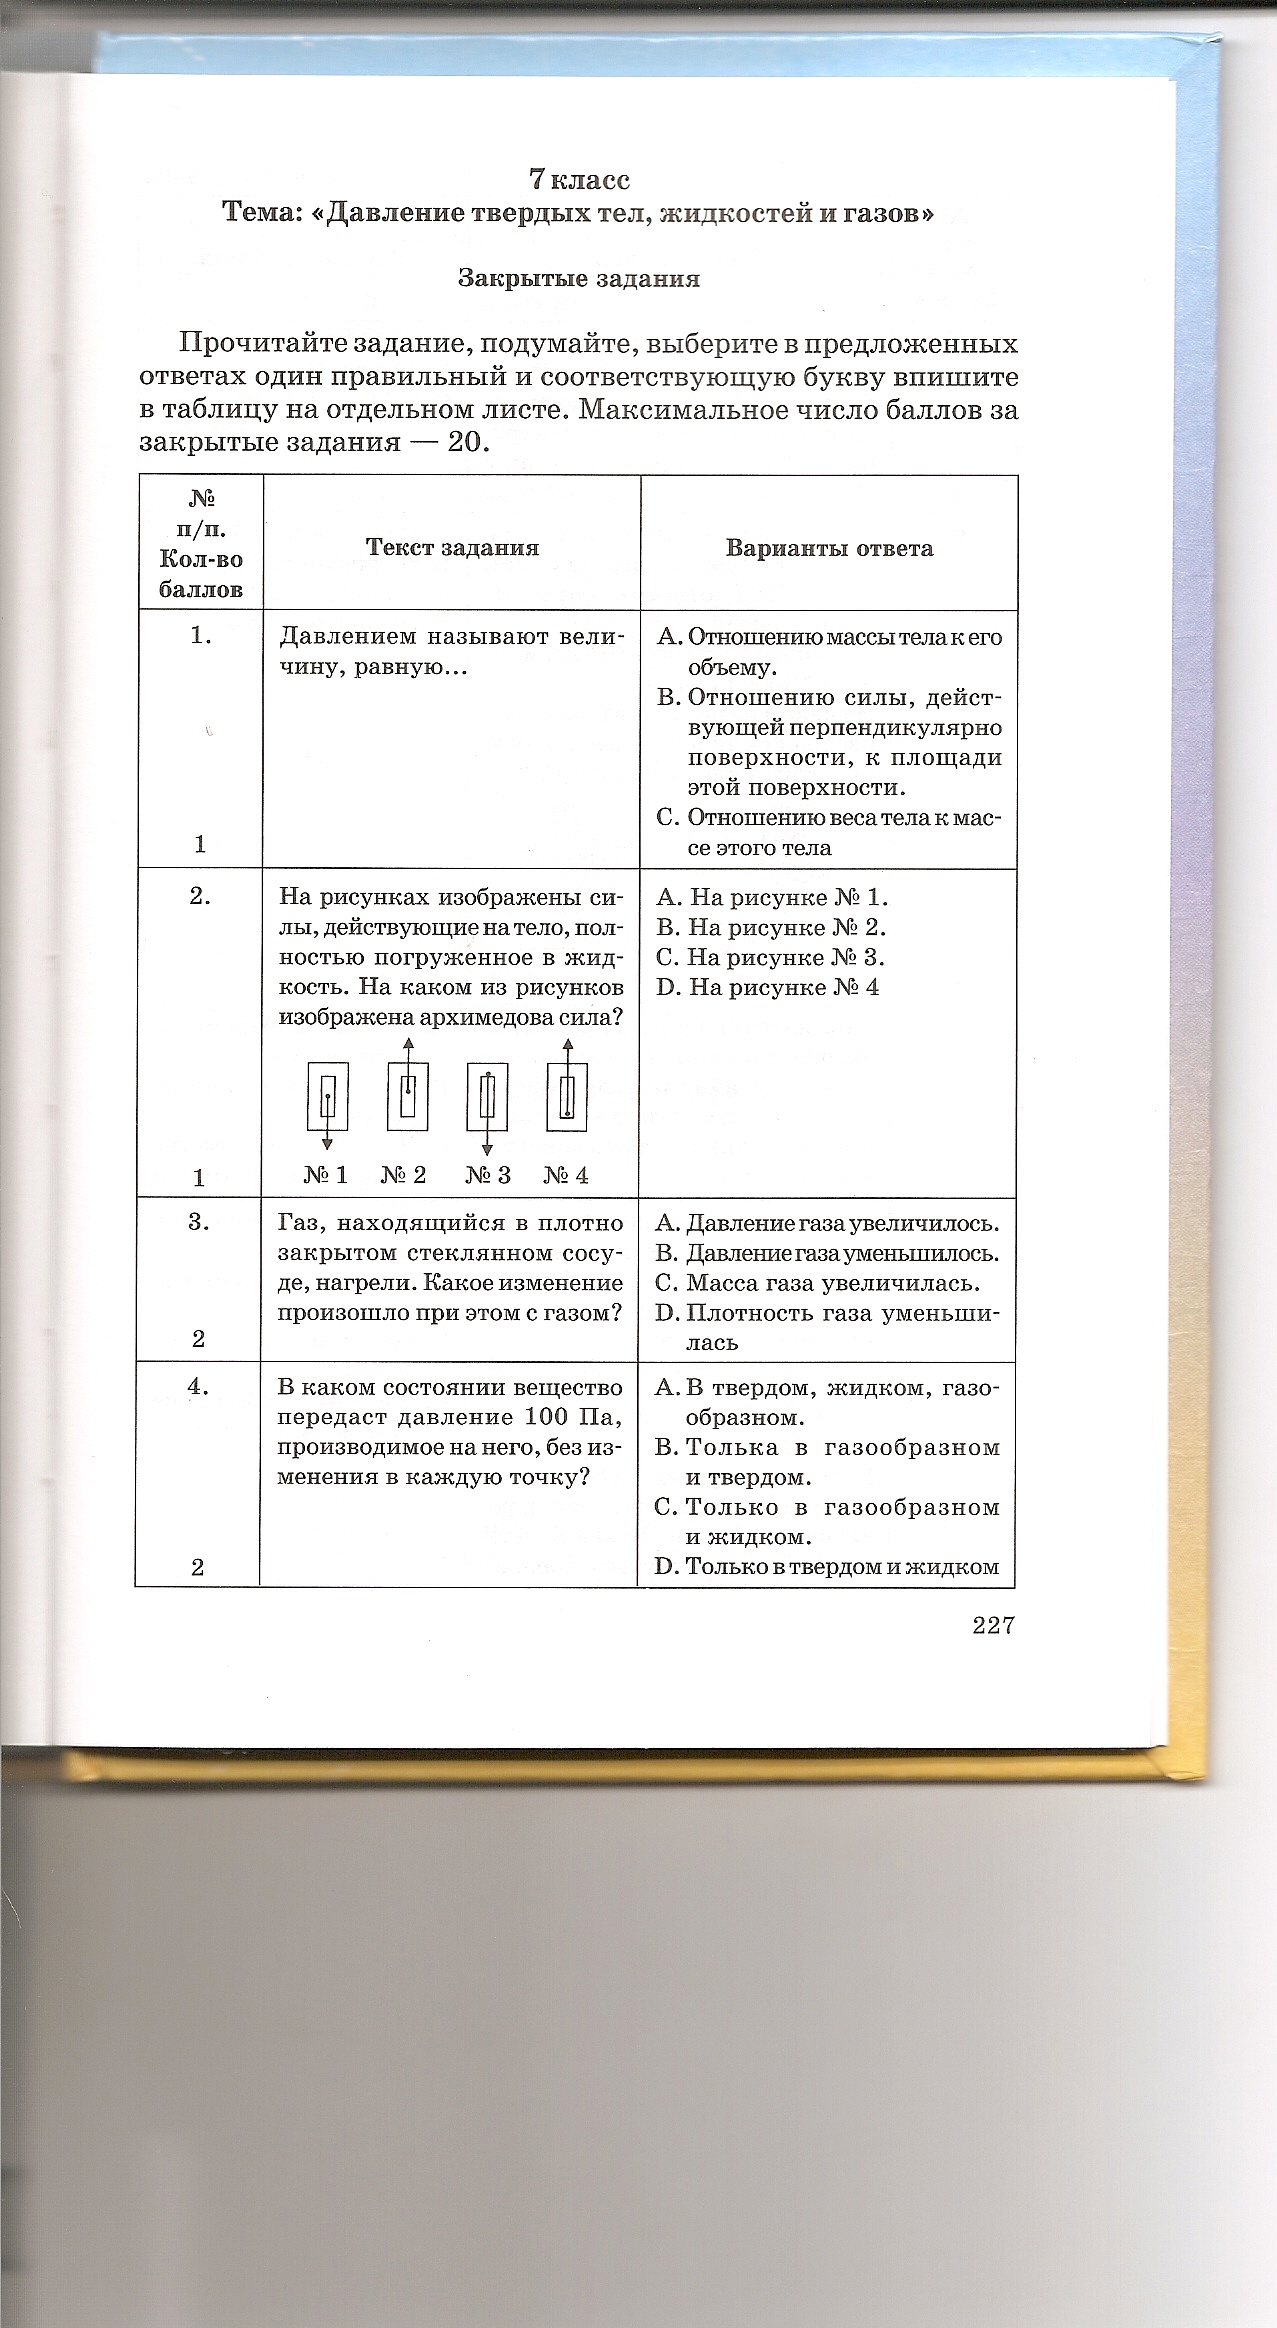 7 класс
Тема: «Давление твердых тел, жидкостей и газов»
Закрытые задания
Прочитайте задание, подумайте, выберите в предложенных
ответах один правильный и соответствующую букву впишите
в таблицу на отдельном листе. Максимальное число баллов за
закрытые задания — 20.
№
п/п.
Кол-во
баллов
Текст задания
Варианты ответа
1.
1
Давлением называют вели-
чину, равную...
A. Отношению массы тела к его
объему.
B. Отношению силы, дейст-
вующей перпендикулярно
поверхности, к площади
этой поверхности.
C. Отношению веса тела к мас-
се этого тела
2.
1
На рисунках изображены си-
лы, действующие на тело, пол-
ностью погруженное в жид-
кость. На каком из рисунков
изображена архимедова сила?
№ 1 № 2 № 3 № 4
A. На рисунке № 1.
B. На рисунке № 2.
C. На рисунке № 3.
D. На рисунке № 4
3.
2
Газ, находящийся в плотно
закрытом стеклянном сосу-
де, нагрели. Какое изменение
произошло при этом с газом?
A. Давление газа увеличилось.
B. Давление газа уменьшилось.
C. Масса газа увеличилась.
D. Плотность газа уменьши-
лась
4.
2
В каком состоянии вещество
передаст давление 100 Па,
производимое на него, без из-
менения в каждую точку?
A. В твердом, жидком, газо-
образном.
B. Толька в газообразном
и твердом.
C. Только в газообразном
и жидком.
D. Только в твердом и жидком
227